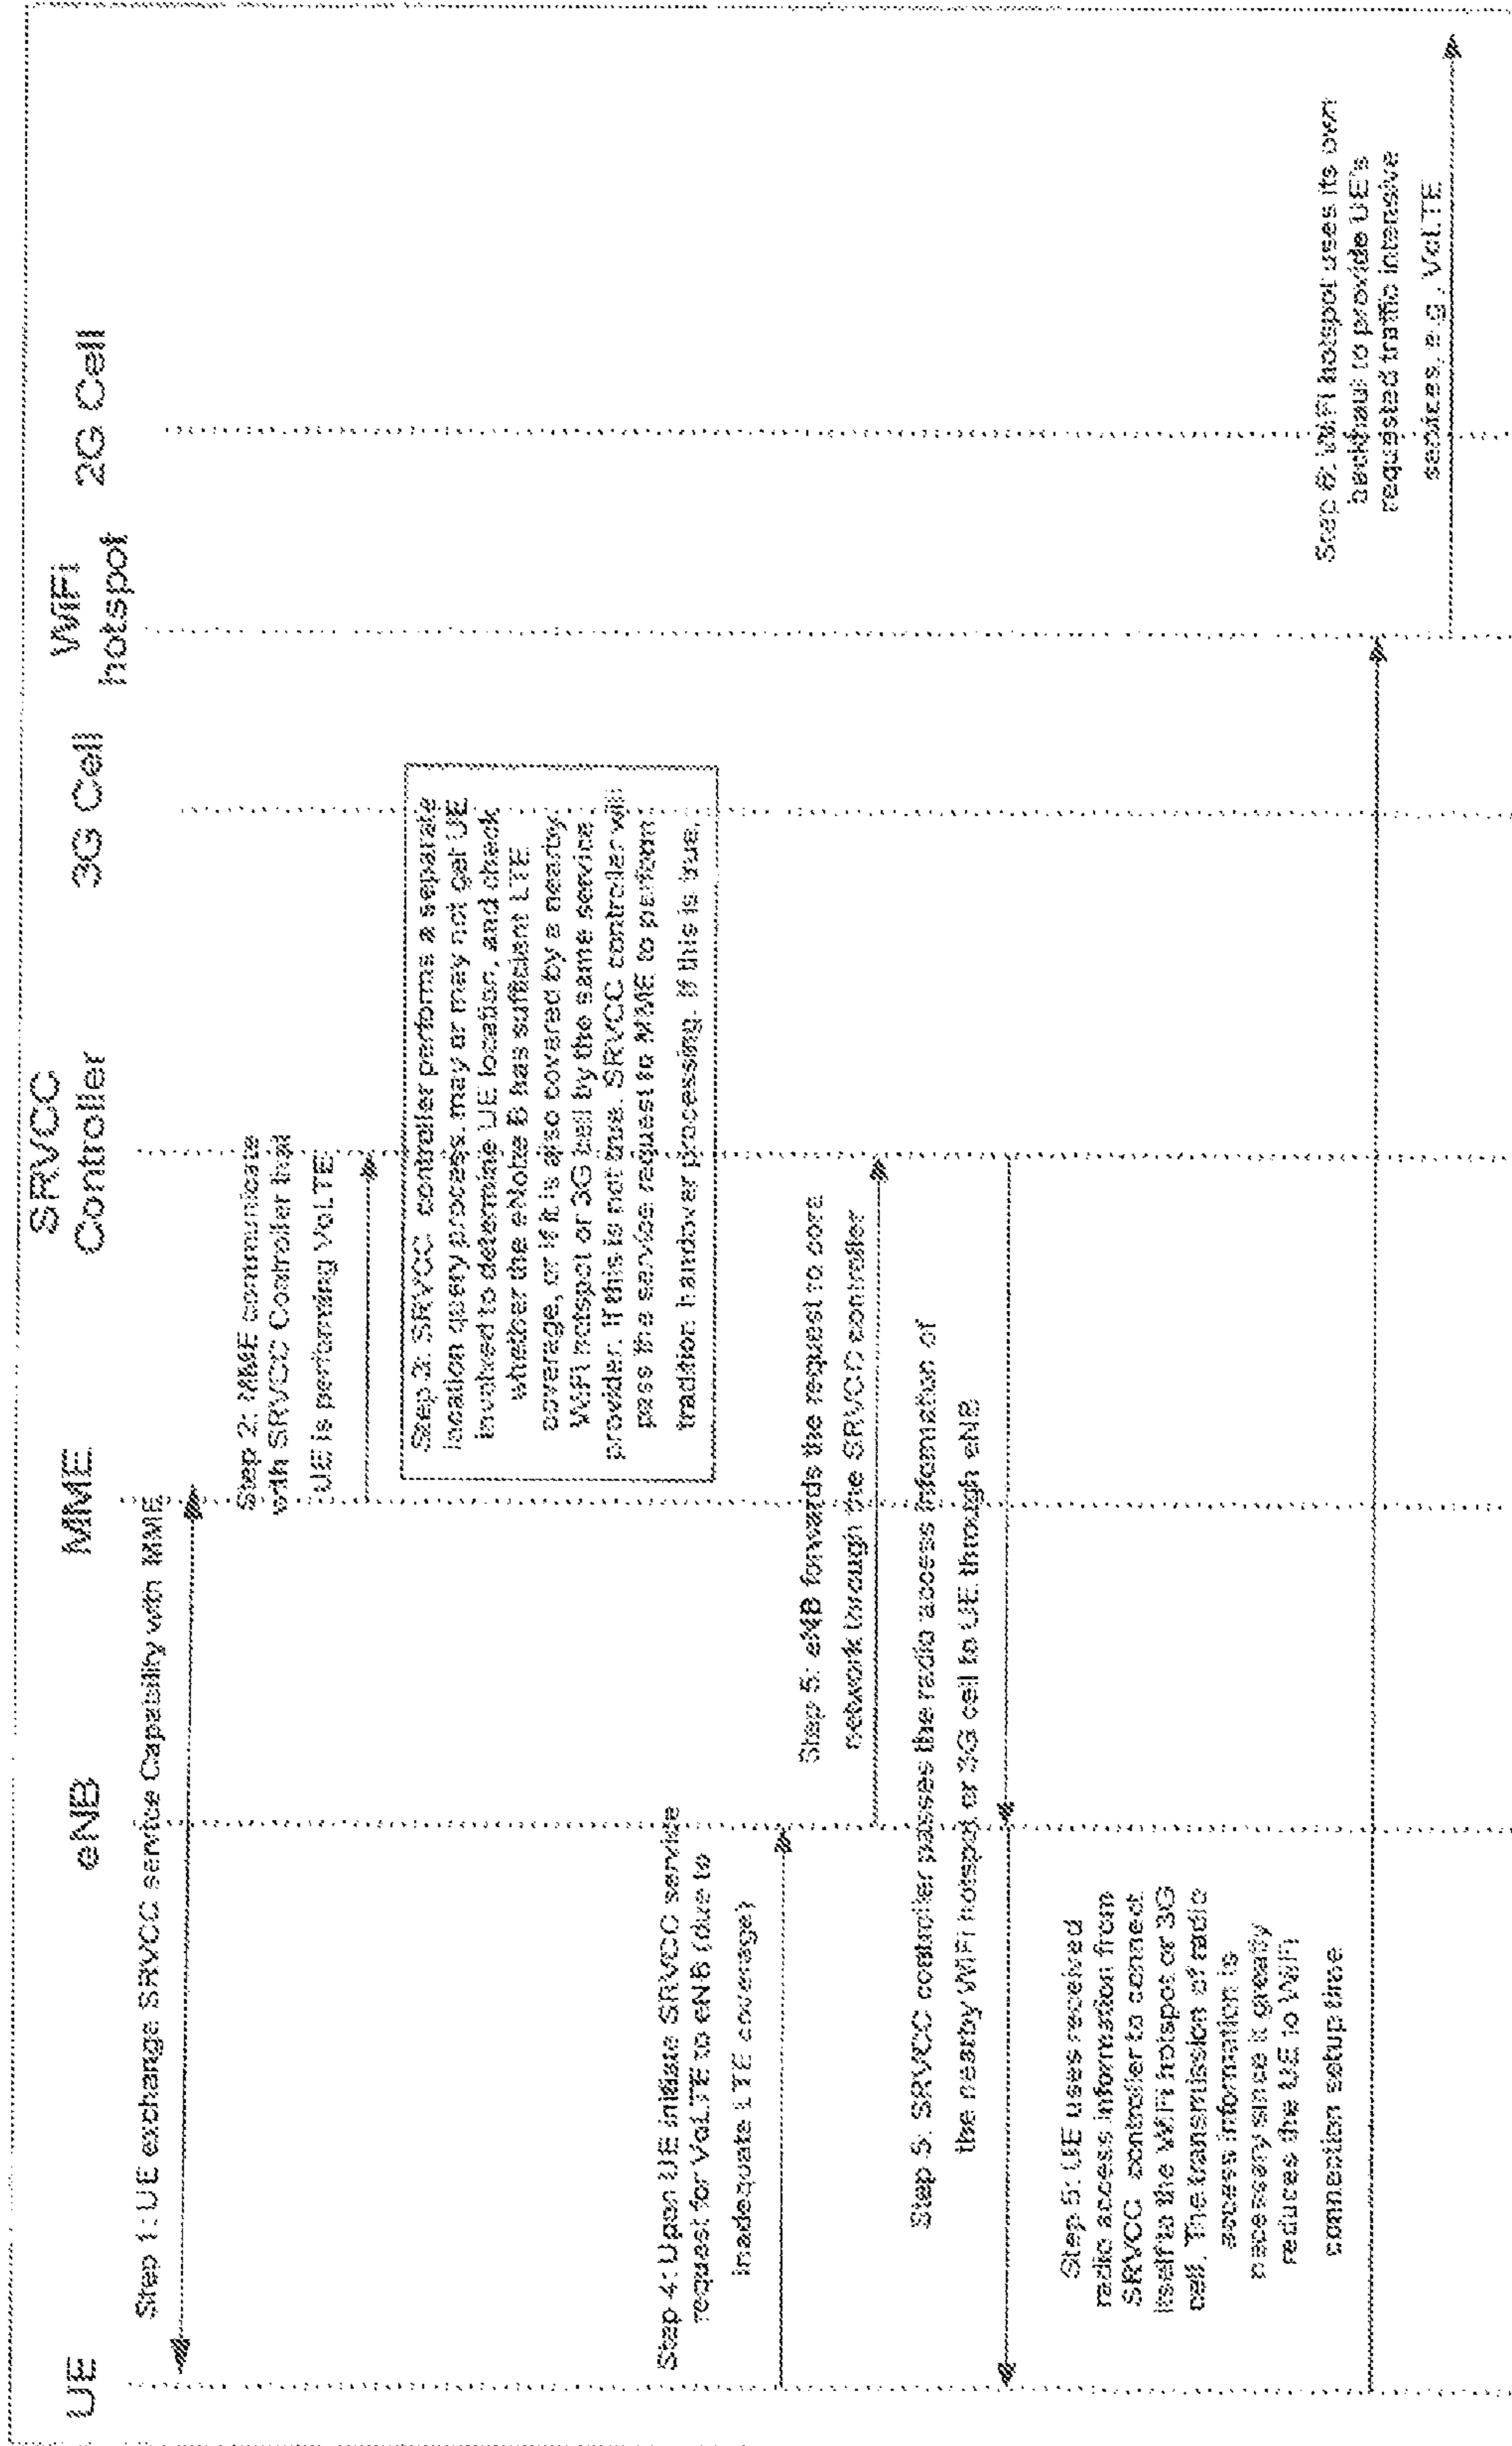 UE
eNB
MME
SRVCC
Controller
3G Cell
WiFi
hotspot
2G Cell
Step 1: UE exchange SRVCC service Capability with MME
Step 2: MME communicate
with SRVCC Controller that
UE is performing VoLTE
Step 3: SRVCC controller performs a separate
location query process, may or may not get UE
involved to determine UE location, and check
whether the eNobe B has sufficient LTE
coverage, or if it is also covered by a nearby
WiFi hotspot or 3G cell by the same service
provider. If this is not true, SRVCC controller will
pass the service request to MME to perform
tradition handover processing. If this is true,
Step 4: Upon UE initiate SRVCC service
request for VoLTE to eNB (due to
inadequate LTE coverage)
Step 5: eNB forwards the request to core
network through the SRVCC controller
Step 5: SRVCC controller passes the radio access information of
the nearby WiFi hotspot or 3G cell to UE through eNB
Step 5: UE uses received
radio access information from
SRVCC controller to connect
itself to the WiFi hotspot or 3G
cell. The transmission of radio
access information is
necessary since it greatly
reduces the UE to WiFi
connection setup time
Step 6: WiFi hotspot uses its own
backhaul to provide UE's
requested traffic intensive
services, e.g., VoLTE